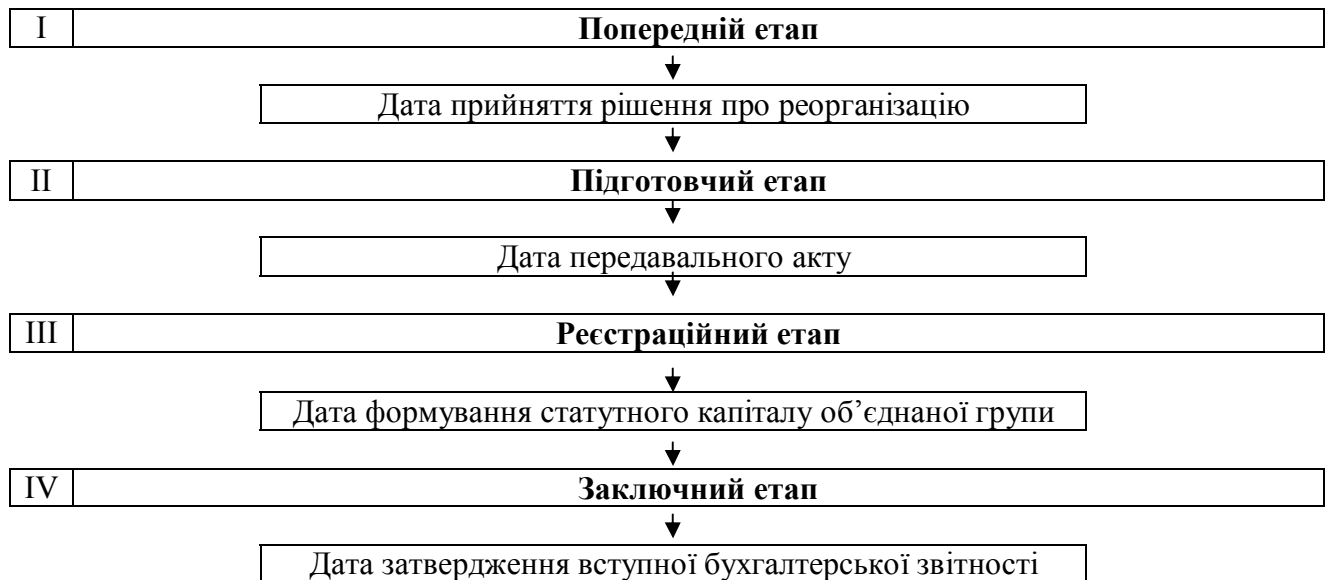 I Попередній етап
Дата прийняття рішення про реорганізацію
II Підготовчий етап
Дата передавального акту
III Реєстраційний етап
Дата формування статутного капіталу об’єднаної групи
IV Заключний етап
Дата затвердження вступної бухгалтерської звітності